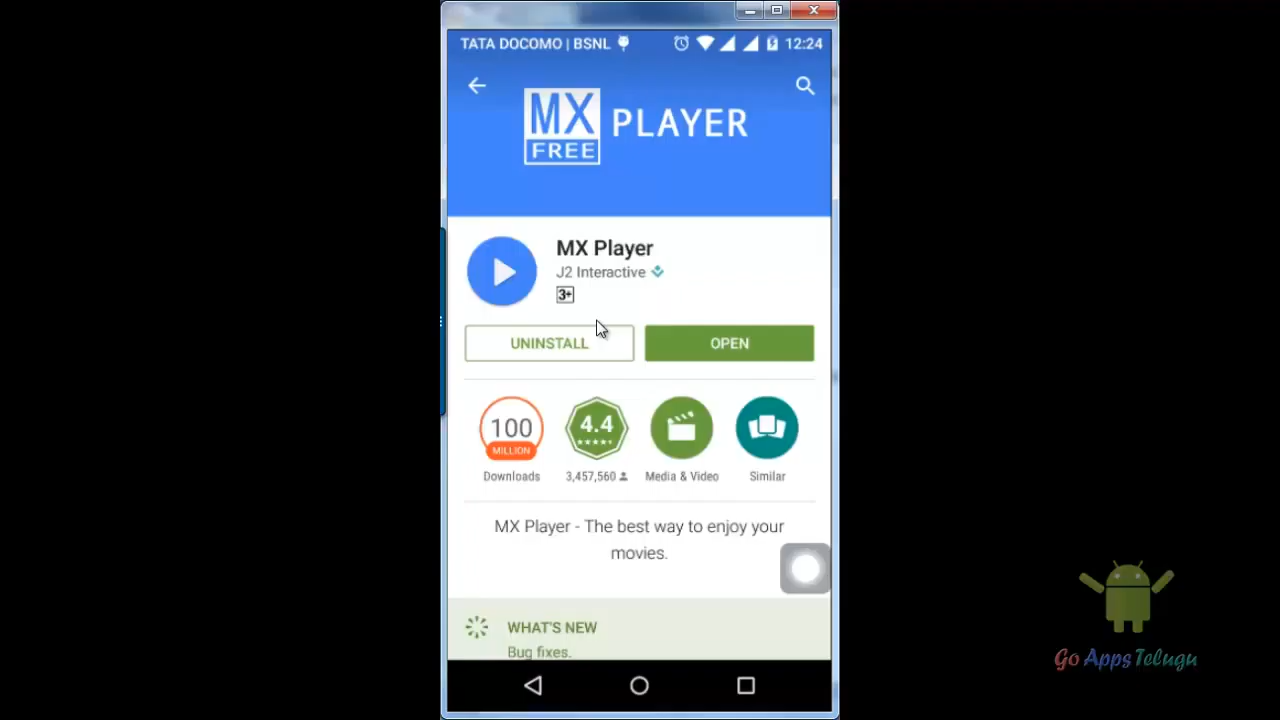 TATA DOCOMO | BSNL
12:24
MX
FREE
PLAYER
MX Player
J2 Interactive
3+
UNINSTALL
OPEN
100
MILLION
4.4
Downloads
3,457,560
Media & Video
Similar
MX Player - The best way to enjoy your
movies.
WHAT'S NEW
Bug fixes.
Go Apps Telugu